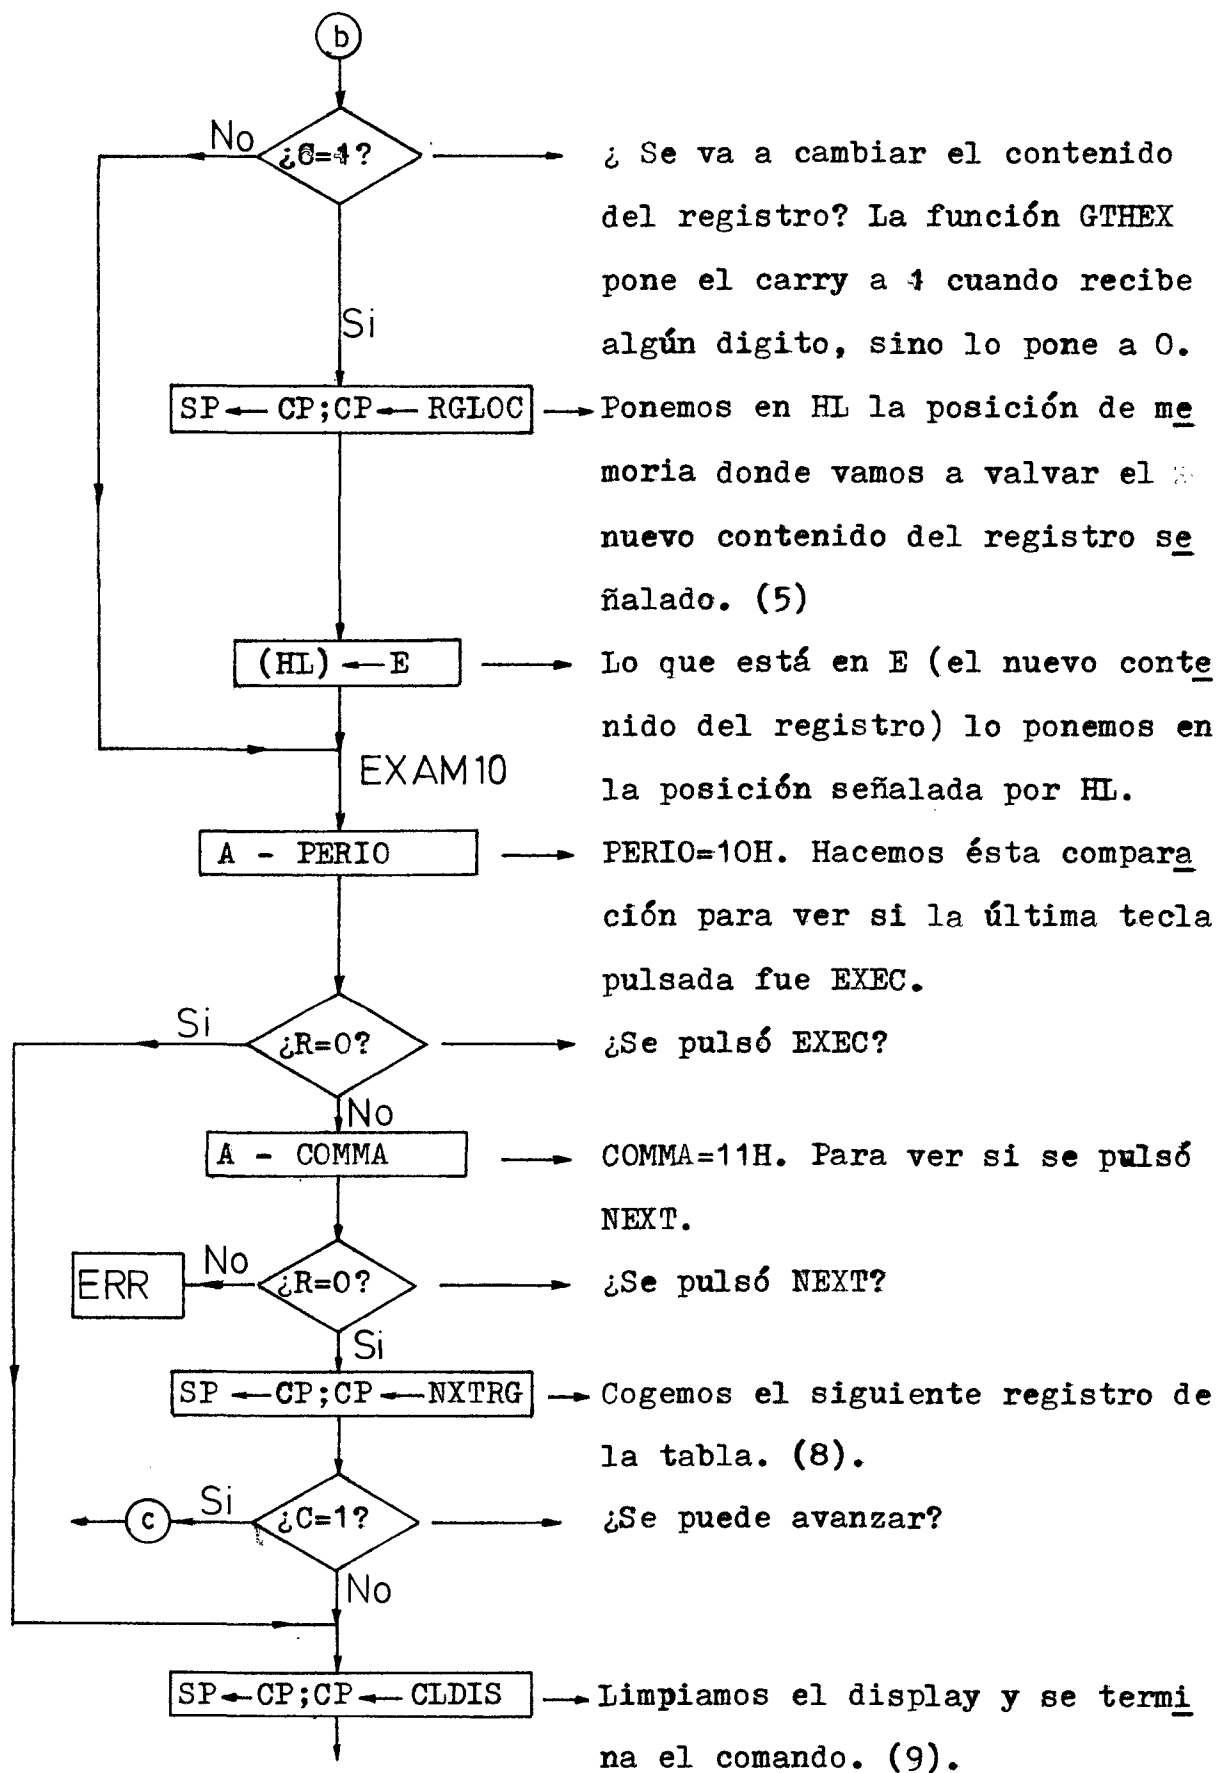 b
No
¿C=1?
¿ Se va a cambiar el contenido
del registro? La función GTHEX
pone el carry a 1 cuando recibe
Si
algún digito, sino lo pone a 0.
SP ← CP;CP ← RGLOC
Ponemos en HL la posición de me
moria donde vamos a valvar el
nuevo contenido del registro se
ñalado. (5)
(HL) ← E
Lo que está en E (el nuevo conte
nido del registro) lo ponemos en
EXAM10
la posición señalada por HL.
A - PERIO
PERIO=10H. Hacemos ésta compara
ción para ver si la última tecla
pulsada fue EXEC.
Si
¿R=0?
¿Se pulsó EXEC?
No
A - COMMA
COMMA=11H. Para ver si se pulsó
NEXT.
ERR
No
¿R=0?
¿Se pulsó NEXT?
Si
SP ← CP;CP ← NXTRG
Cogemos el siguiente registro de
la tabla. (8).
c
Si
¿C=1?
¿Se puede avanzar?
No
SP ← CP;CP ← CLDIS
Limpiamos el display y se termi
na el comando. (9).